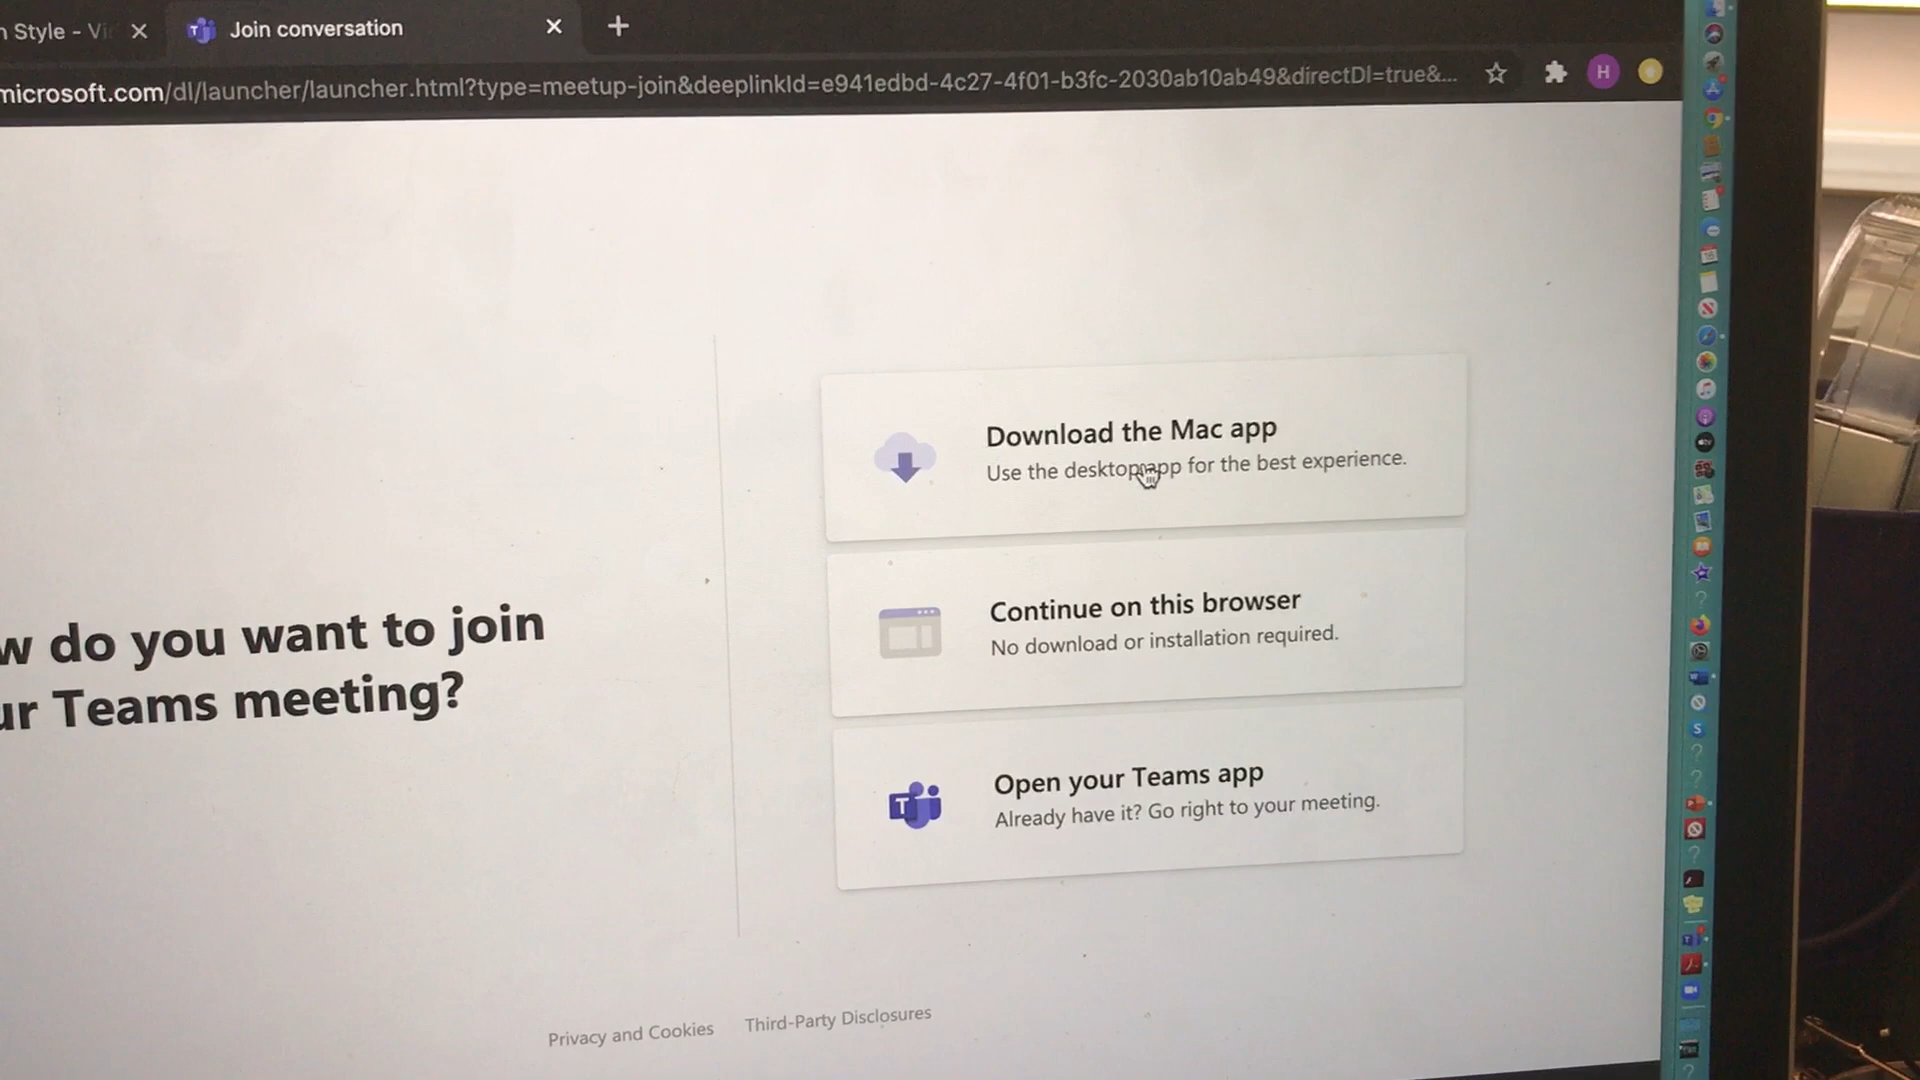 n Style - Vi
Join conversation
microsoft.com/dl/launcher/launcher.html?type=meetup-join&deeplinkId=e941edbd-4c27-4f01-b3fc-2030ab10ab49&directDl=true&...
H
Download the Mac app
Use the desktop app for the best experience.
w do you want to join
ur Teams meeting?
Continue on this browser
No download or installation required.
T
Open your Teams app
Already have it? Go right to your meeting.
Privacy and Cookies
Third-Party Disclosures